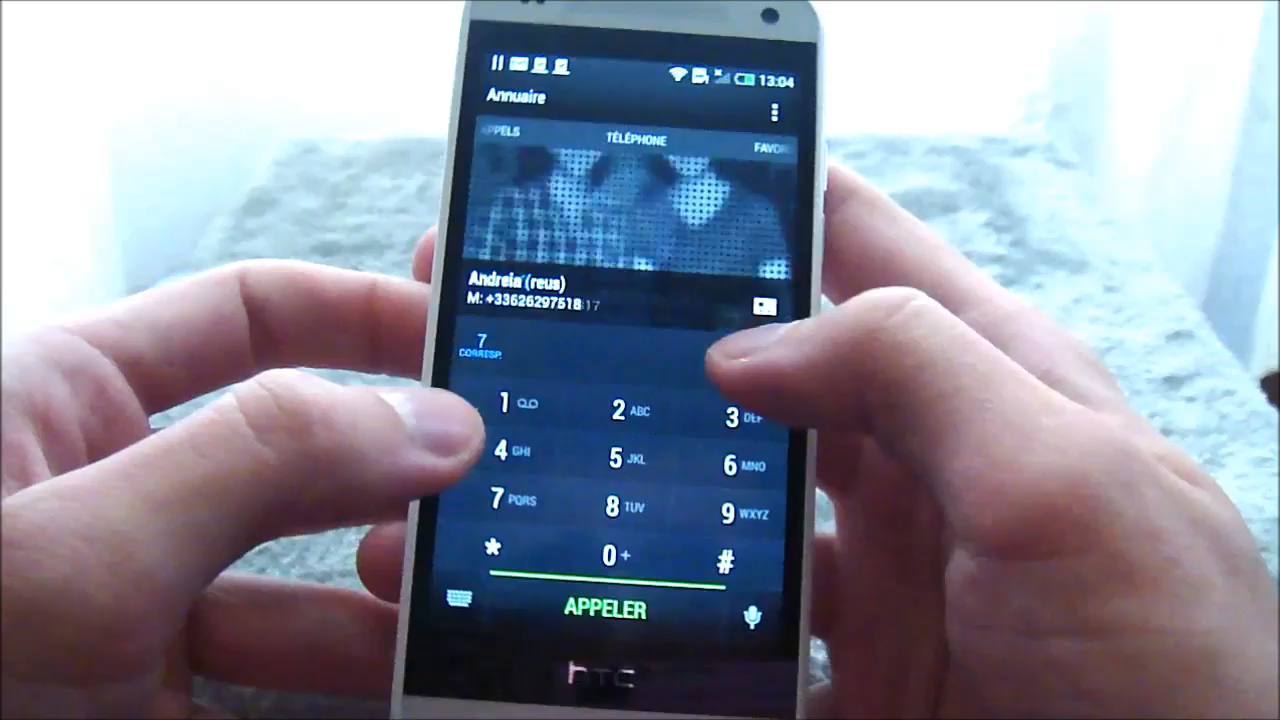 13:04
Annuaire
APPELS TÉLÉPHONE FAVOR
Andreia (reus)
M: +33626297518
7
CORRESP.
1 2 ABC 3 DEF
4 GHI 5 JKL 6 MNO
7 PQRS 8 TUV 9 WXYZ
* 0 + #
APPELER
hTC